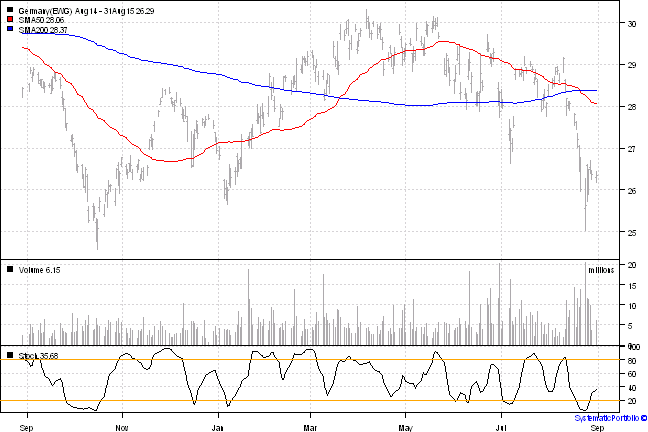 Germany(EWG) Aug 14 - 31Aug15 26.29
SMA50 28.06
SMA200 28.37
30
29
28
27
26
25
Volume 6.15
millions
20
15
10
5
0
Stoch 35.68
100
80
60
40
20
Sep Nov Jan Mar May Jul Sep
SystematicPortfolio ©